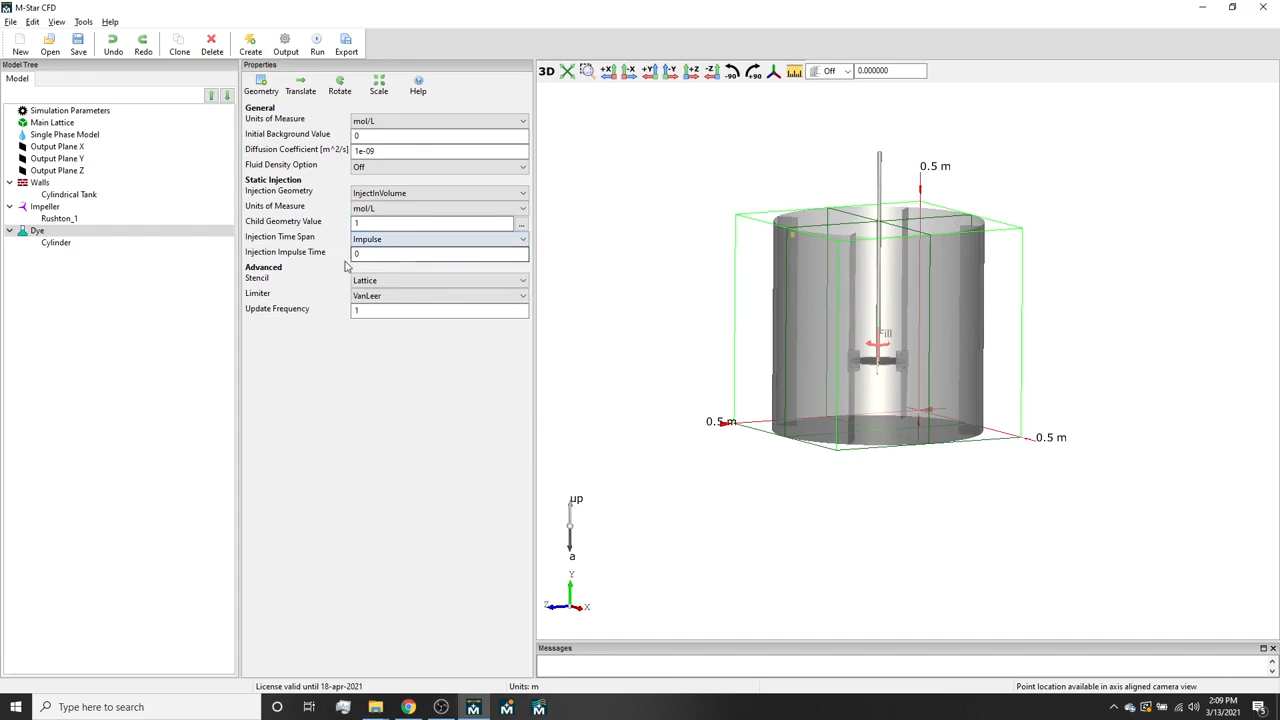 M-Star CFD
File Edit View Tools Help
New Open Save Undo Redo Clone Delete Create Output Run Export
Model Tree
Model
Simulation Parameters
Main Lattice
Single Phase Model
Output Plane X
Output Plane Y
Output Plane Z
Walls
Cylindrical Tank
Impeller
Rushton_1
Dye
Cylinder
Properties
Geometry Translate Rotate Scale Help
General
Units of Measure mol/L
Initial Background Value 0
Diffusion Coefficient [m^2/s] 1e-09
Fluid Density Option Off
Static Injection
Injection Geometry InjectInVolume
Units of Measure mol/L
Child Geometry Value 1 ...
Injection Time Span Impulse
Injection Impulse Time 0
Advanced
Stencil Lattice
Limiter VanLeer
Update Frequency 1
3D +X -X +Y -Y +Z -Z -90 +90 Off 0.000000
0.5 m
Fill
0.5 m
0.5 m
up
a
Y
Z X
Messages
License valid until 18-apr-2021 Units: m Point location available in axis aligned camera view
Type here to search
2:09 PM
3/13/2021